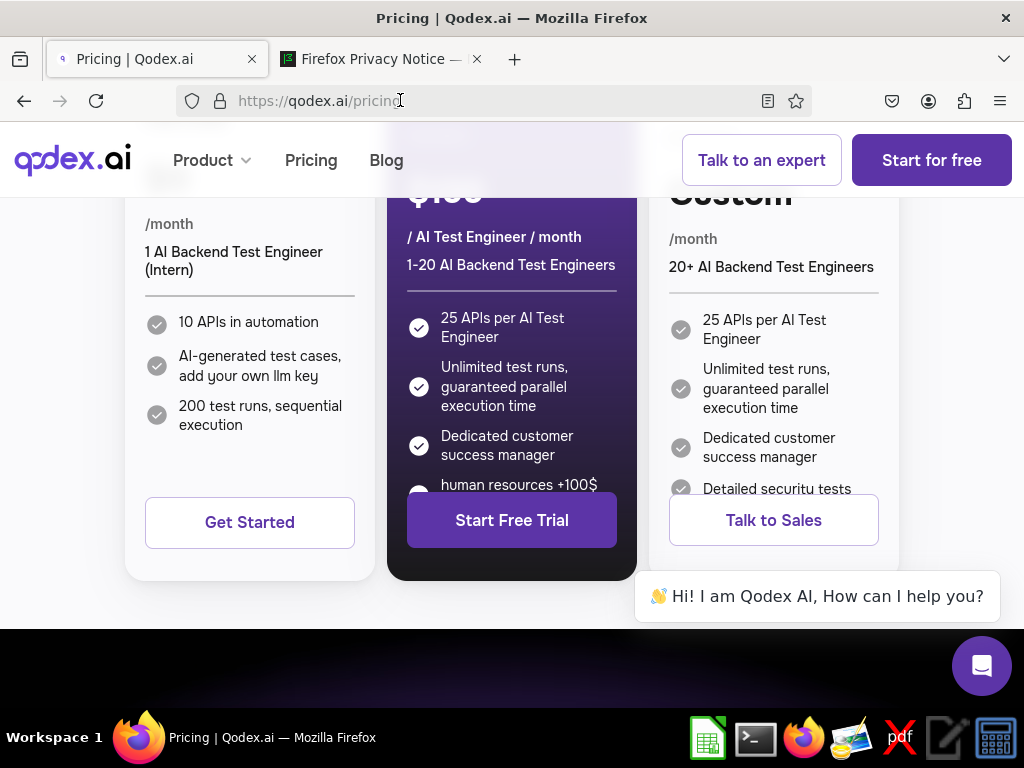 Pricing | Qodex.ai — Mozilla Firefox
Pricing | Qodex.ai
Firefox Privacy Notice —
https://qodex.ai/pricing
qodex.ai
Product
Pricing
Blog
Talk to an expert
Start for free
/month
1 AI Backend Test Engineer
(Intern)
10 APIs in automation
AI-generated test cases,
add your own llm key
200 test runs, sequential
execution
Get Started
/ AI Test Engineer / month
1-20 AI Backend Test Engineers
25 APIs per AI Test
Engineer
Unlimited test runs,
guaranteed parallel
execution time
Dedicated customer
success manager
human resources +100$
Start Free Trial
Custom
/month
20+ AI Backend Test Engineers
25 APIs per AI Test
Engineer
Unlimited test runs,
guaranteed parallel
execution time
Dedicated customer
success manager
Detailed security tests
Talk to Sales
👋 Hi! I am Qodex AI, How can I help you?
Workspace 1
Pricing | Qodex.ai — Mozilla Firefox
pdf